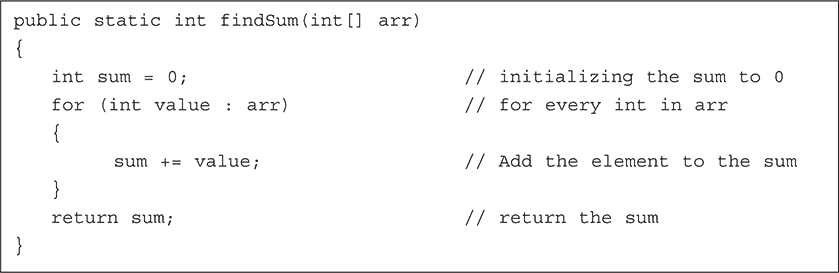 public static int findSum(int[] arr)
{
int sum = 0; // initializing the sum to 0
for (int value : arr) // for every int in arr
{
sum += value; // Add the element to the sum
}
return sum; // return the sum
}